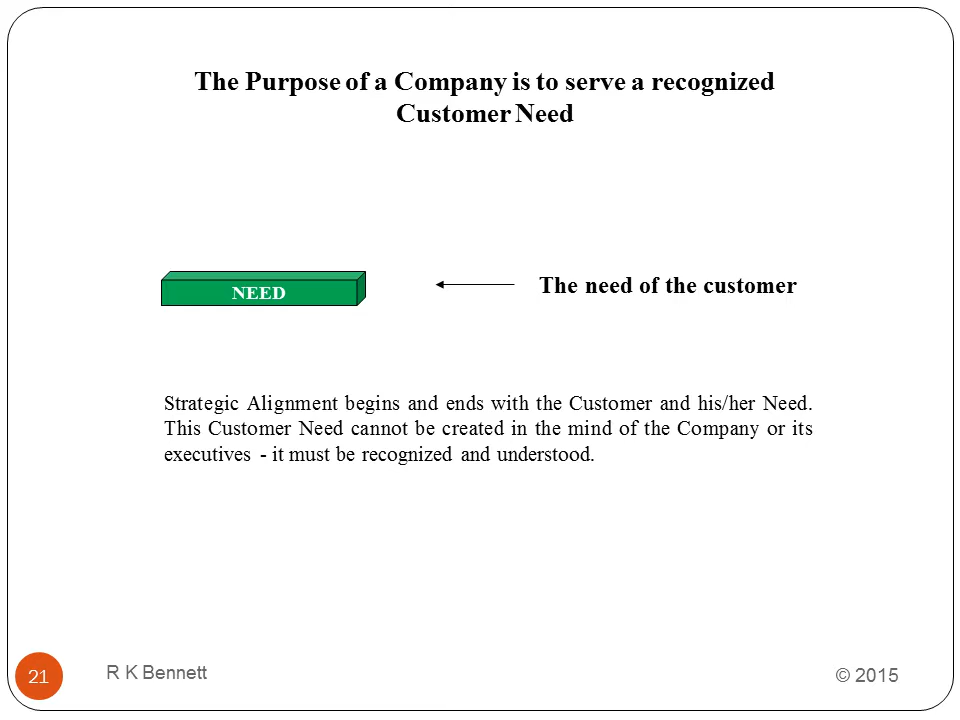 The Purpose of a Company is to serve a recognized
Customer Need
NEED
The need of the customer
Strategic Alignment begins and ends with the Customer and his/her Need.
This Customer Need cannot be created in the mind of the Company or its
executives - it must be recognized and understood.
21
R K Bennett
© 2015